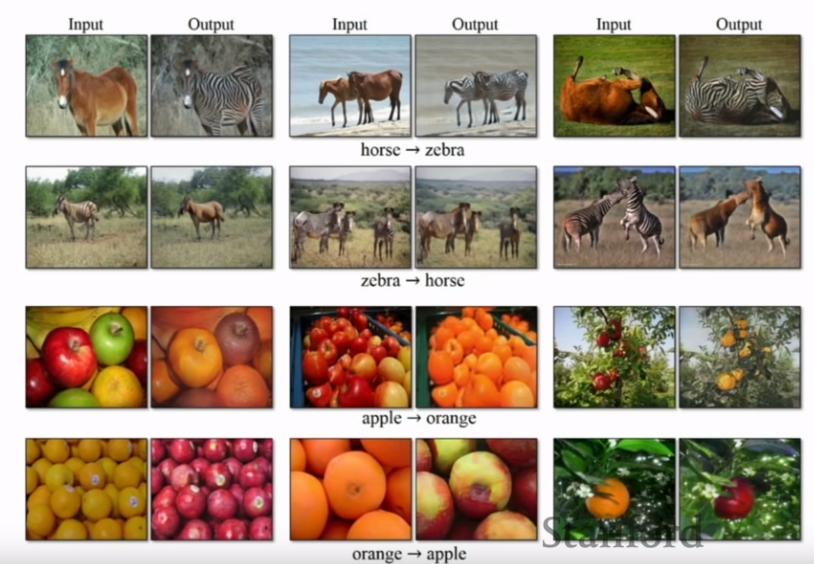 Input Output Input Output Input Output
horse → zebra
zebra → horse
apple → orange
orange → apple
Stanford